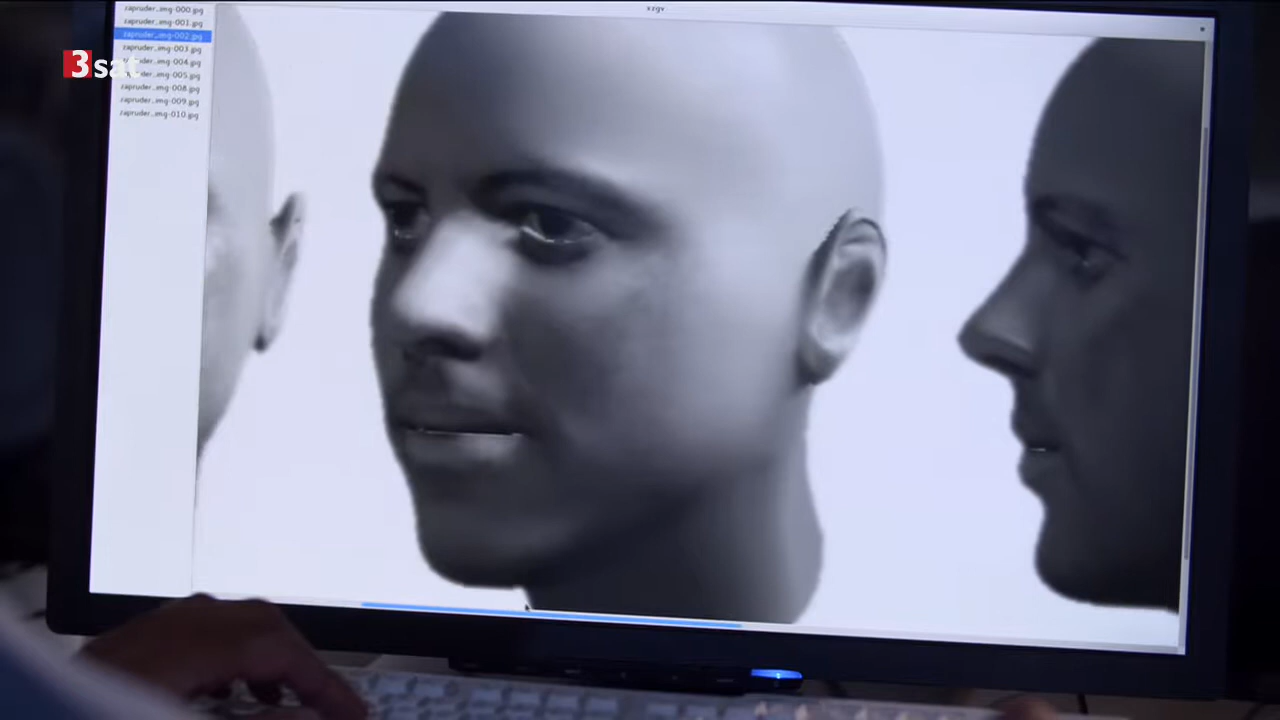 xzgv
zapruder_img-000.jpg
zapruder_img-001.jpg
zapruder_img-002.jpg
zapruder_img-003.jpg
zapruder_img-004.jpg
zapruder_img-005.jpg
zapruder_img-008.jpg
zapruder_img-009.jpg
zapruder_img-010.jpg
3sat